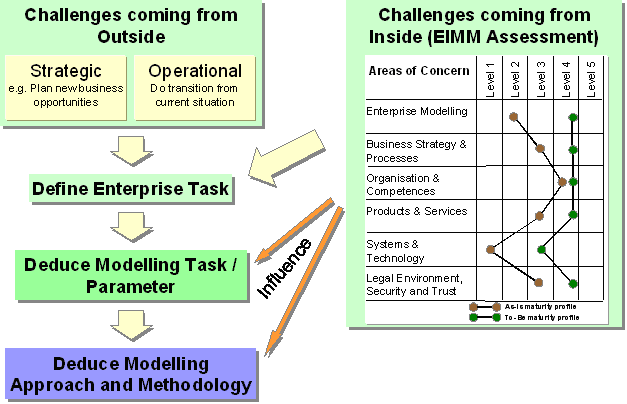 Challenges coming from
Outside
Strategic
e.g. Plan new business
opportunities
Operational
Do transition from
current situation
Define Enterprise Task
Deduce Modelling Task /
Parameter
Deduce Modelling
Approach and Methodology
Influence
Challenges coming from
Inside (EIMM Assessment)
Areas of Concern
Level 1
Level 2
Level 3
Level 4
Level 5
Enterprise Modelling
Business Strategy &
Processes
Organisation &
Competences
Products & Services
Systems &
Technology
Legal Environment,
Security and Trust
As-Is maturity profile
To-Be maturity profile